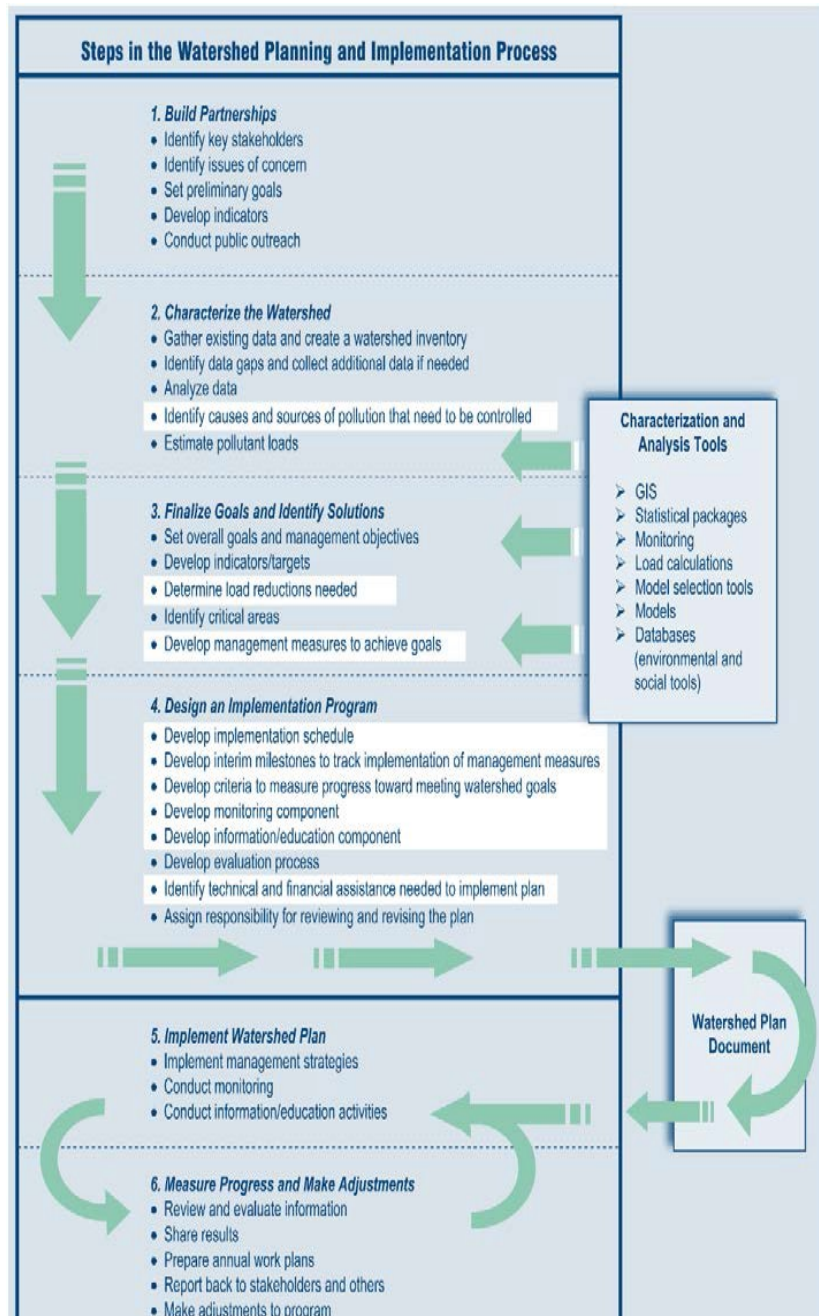 Steps in the Watershed Planning and Implementation Process
1. Build Partnerships
• Identify key stakeholders
• Identify issues of concern
• Set preliminary goals
• Develop indicators
• Conduct public outreach
2. Characterize the Watershed
• Gather existing data and create a watershed inventory
• Identify data gaps and collect additional data if needed
• Analyze data
• Identify causes and sources of pollution that need to be controlled
• Estimate pollutant loads
3. Finalize Goals and Identify Solutions
• Set overall goals and management objectives
• Develop indicators/targets
• Determine load reductions needed
• Identify critical areas
• Develop management measures to achieve goals
Characterization and
Analysis Tools
➢ GIS
➢ Statistical packages
➢ Monitoring
➢ Load calculations
➢ Model selection tools
➢ Models
➢ Databases
(environmental and
social tools)
4. Design an Implementation Program
• Develop implementation schedule
• Develop interim milestones to track implementation of management measures
• Develop criteria to measure progress toward meeting watershed goals
• Develop monitoring component
• Develop information/education component
• Develop evaluation process
• Identify technical and financial assistance needed to implement plan
• Assign responsibility for reviewing and revising the plan
Watershed Plan
Document
5. Implement Watershed Plan
• Implement management strategies
• Conduct monitoring
• Conduct information/education activities
6. Measure Progress and Make Adjustments
• Review and evaluate information
• Share results
• Prepare annual work plans
• Report back to stakeholders and others
• Make adjustments to program